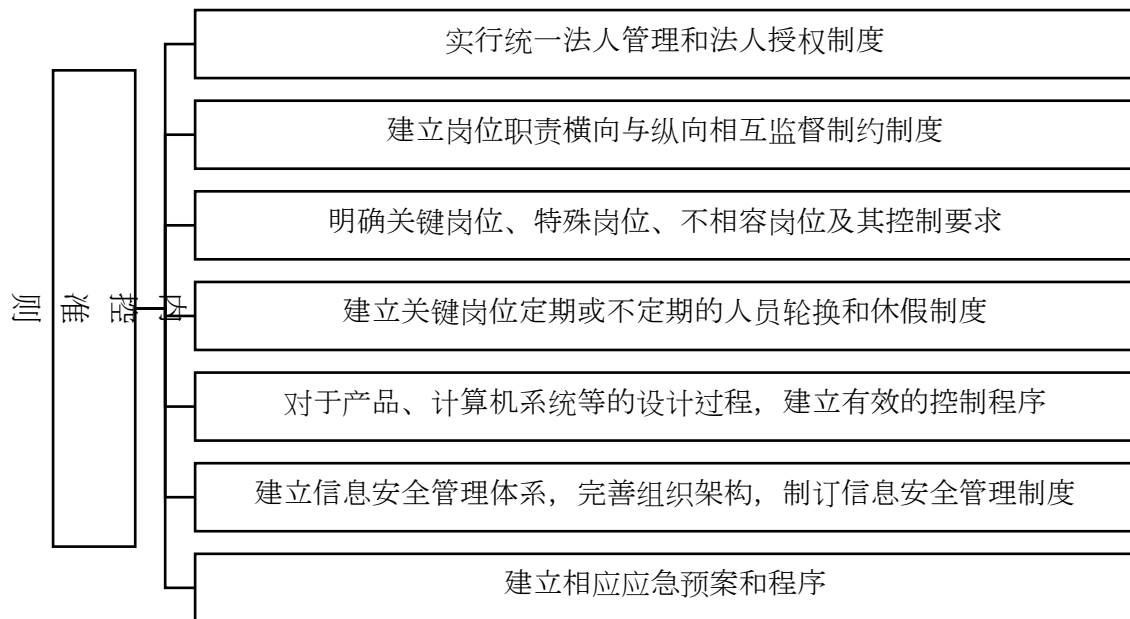 内控准则
实行统一法人管理和法人授权制度
建立岗位职责横向与纵向相互监督制约制度
明确关键岗位、特殊岗位、不相容岗位及其控制要求
建立关键岗位定期或不定期的人员轮换和休假制度
对于产品、计算机系统等的设计过程，建立有效的控制程序
建立信息安全管理体系，完善组织架构，制订信息安全管理制度
建立相应应急预案和程序